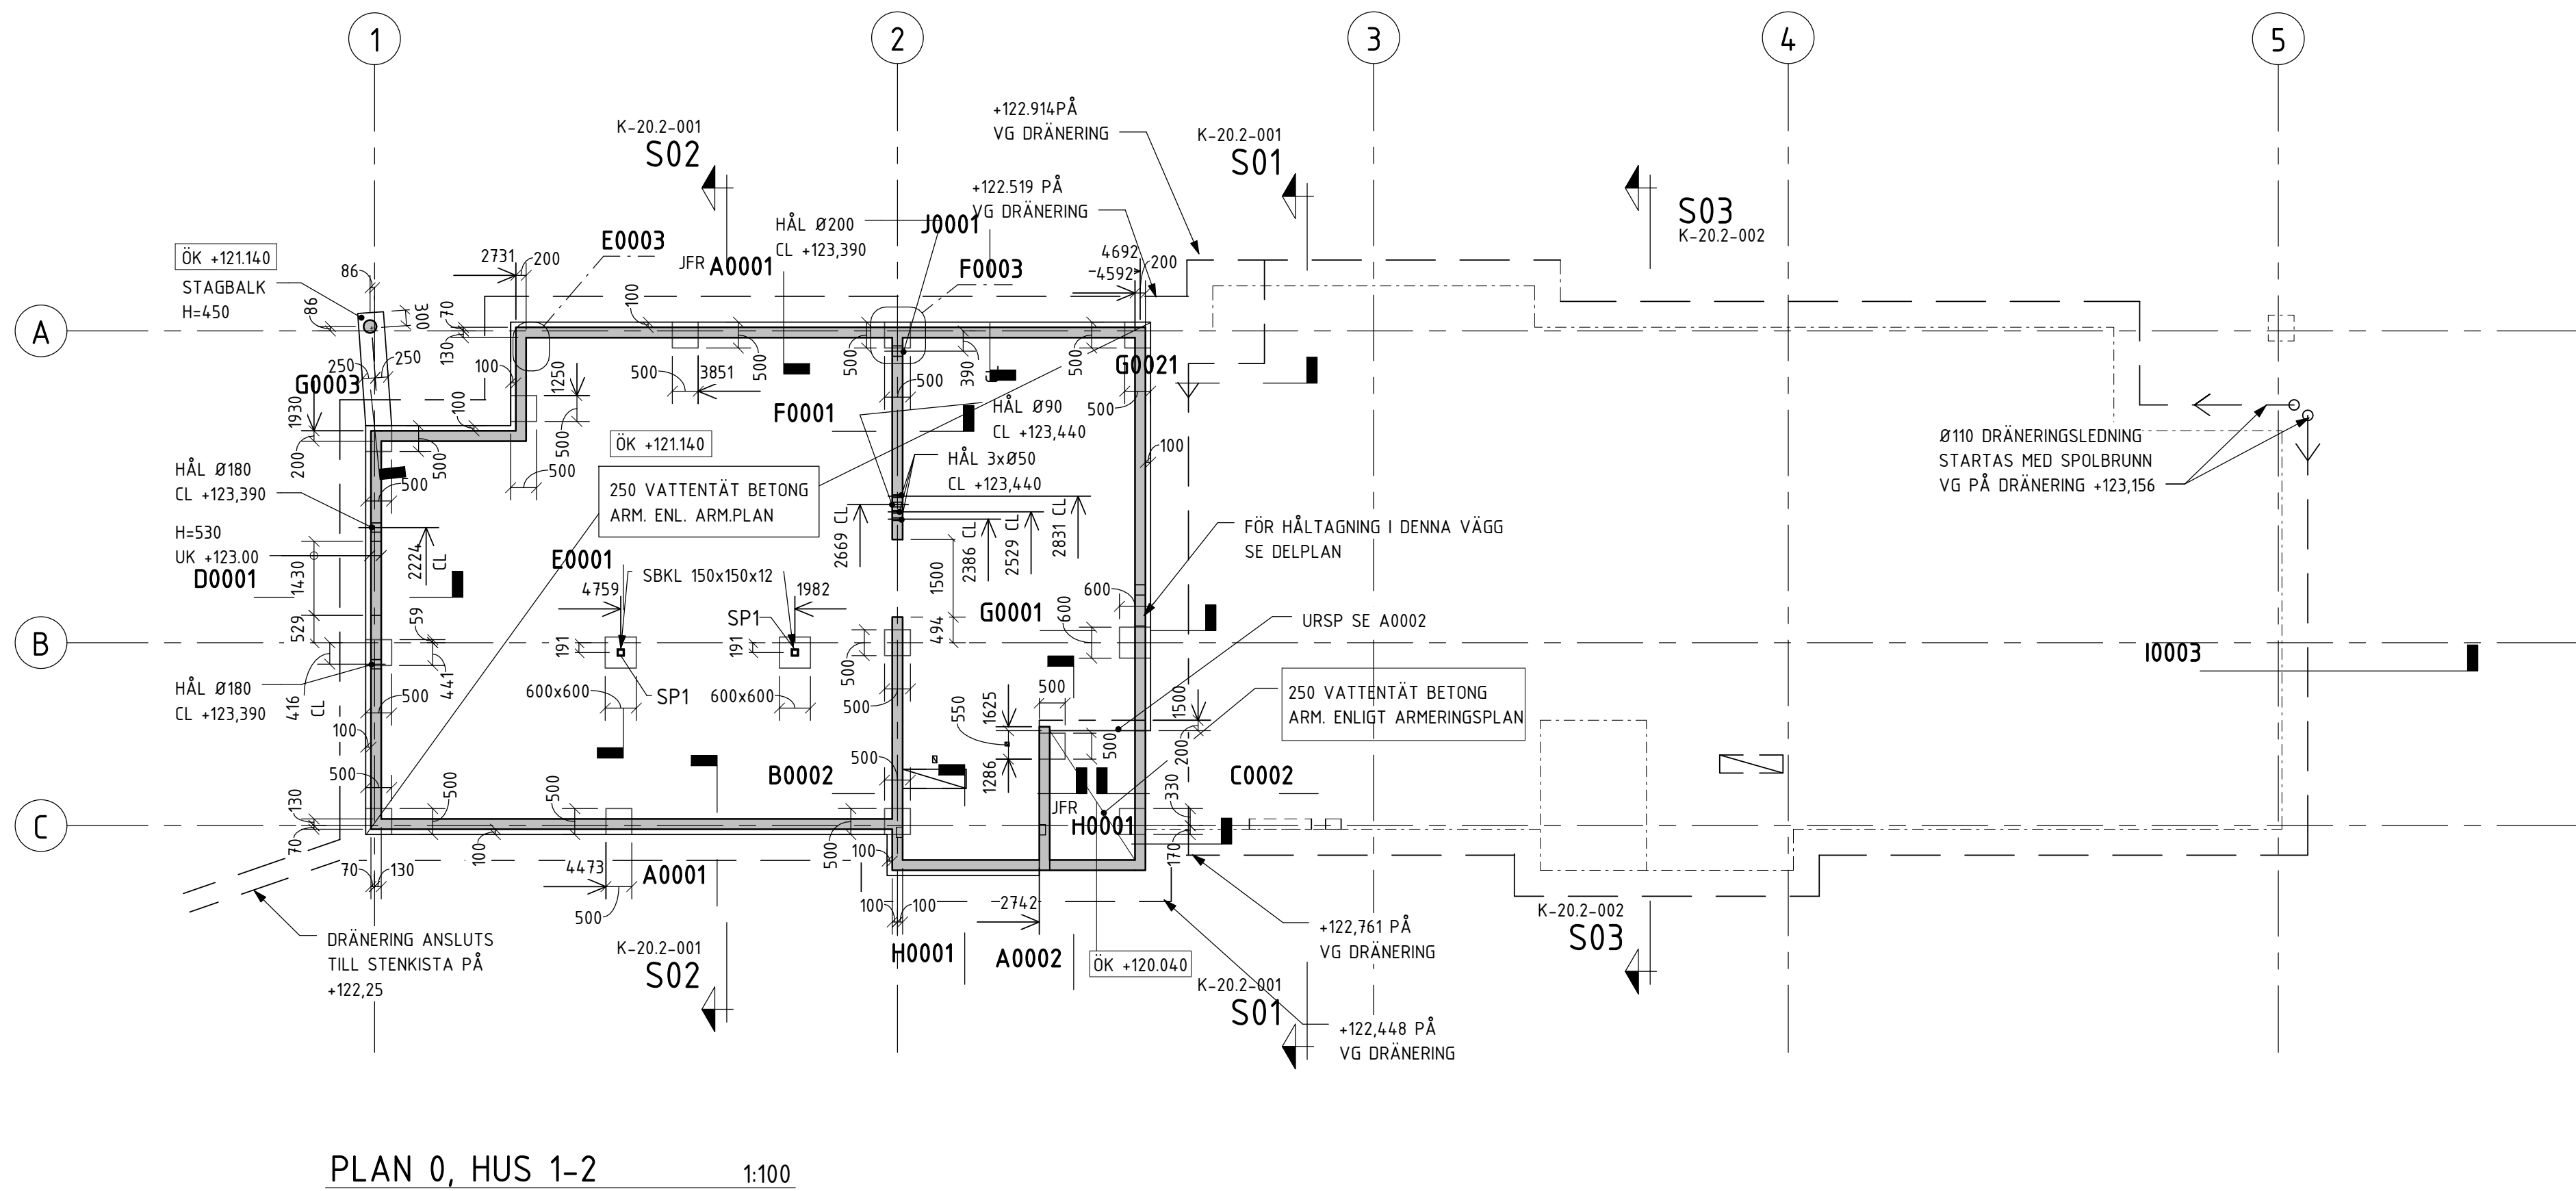 1
2
3
4
5
A
B
C
K-20.2-001
S02
+122.914PÅ
VG DRÄNERING
K-20.2-001
S01
+122.519 PÅ
VG DRÄNERING
S03
K-20.2-002
HÅL Ø200
CL +123,390
J0001
E0003
JFR A0001
F0003
2731
200
4692
4592
200
ÖK +121.140
STAGBALK
H=450
86
86
300
250
250
G0003
100
70
130
100
1250
500
500
500
3851
500
500
500
390
CL
500
G0021
500
100
1930
200
100
500
500
F0001
HÅL Ø90
CL +123,440
ÖK +121.140
HÅL 3xØ50
CL +123,440
250 VATTENTÄT BETONG
ARM. ENL. ARM.PLAN
HÅL Ø180
CL +123,390
H=530
UK +123.00
D0001
1430
2224
CL
529
59
441
416
CL
HÅL Ø180
CL +123,390
500
100
E0001
SBKL 150x150x12
4759
1982
SP1
191
191
SP1
600x600
600x600
2669 CL
2386 CL
2529 CL
2831 CL
1500
494
500
500
G0001
600
600
FÖR HÅLTAGNING I DENNA VÄGG
SE DELPLAN
URSP SE A0002
250 VATTENTÄT BETONG
ARM. ENLIGT ARMERINGSPLAN
Ø110 DRÄNERINGSLEDNING
STARTAS MED SPOLBRUNN
VG PÅ DRÄNERING +123,156
I0003
500
1625
550
1286
500
1500
200
B0002
500
C0002
JFR
H0001
330
170
500
500
500
130
70
100
70
130
4473
500
A0001
500
100
100
100
2742
H0001
A0002
ÖK +120.040
DRÄNERING ANSLUTS
TILL STENKISTA PÅ
+122,25
K-20.2-001
S02
K-20.2-001
S01
+122,761 PÅ
VG DRÄNERING
+122,448 PÅ
VG DRÄNERING
K-20.2-002
S03
PLAN 0, HUS 1-2
1:100